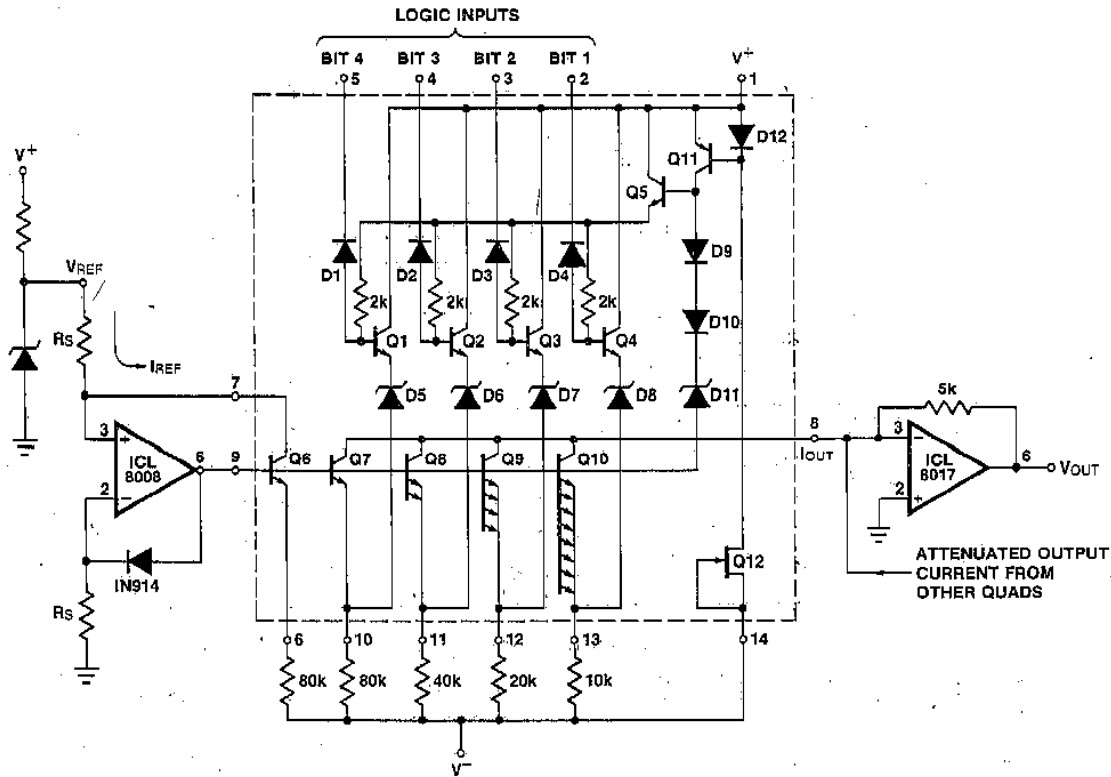 LOGIC INPUTS
BIT 4 BIT 3 BIT 2 BIT 1 V+
5 4 3 2 1
D12
Q11
V+
Q5
VREF
D1 D2 D3 D4 D9
2k 2k 2k 2k
RS
D10
Q1 Q2 Q3 Q4
IREF
7
D5 D6 D7 D8 D11
5k
3 +
8
3 −
ICL
8008
6 9
Q6 Q7 Q8 Q9 Q10
IOUT
ICL
8017
6 VOUT
2 −
2 +
IN914
Q12
ATTENUATED OUTPUT
CURRENT FROM
OTHER QUADS
RS
6 10 11 12 13 14
80k 80k 40k 20k 10k
V−